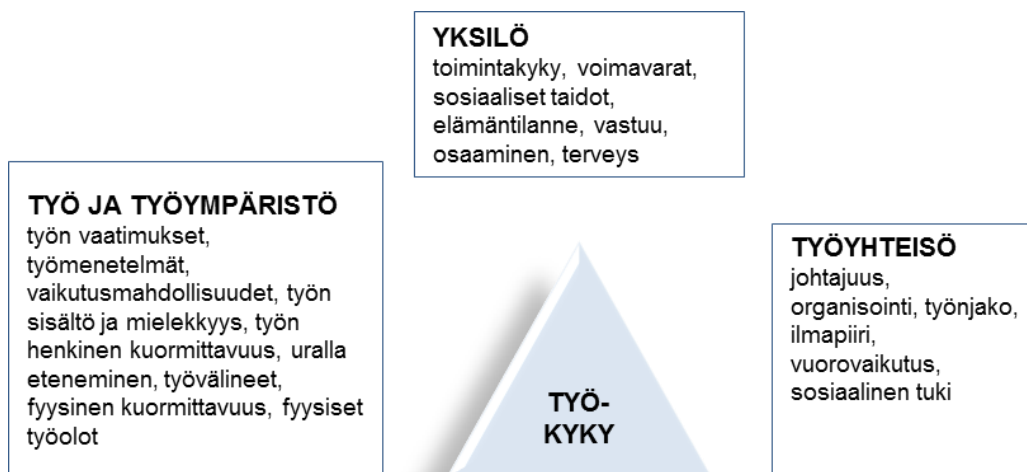 YKSILÖ
toimintakyky, voimavarat,
sosiaaliset taidot,
elämäntilanne, vastuu,
osaaminen, terveys
TYÖ JA TYÖYMPÄRISTÖ
työn vaatimukset,
työmenetelmät,
vaikutusmahdollisuudet, työn
sisältö ja mielekkyys, työn
henkinen kuormittavuus, uralla
eteneminen, työvälineet,
fyysinen kuormittavuus, fyysiset
työolot
TYÖYHTEISÖ
johtajuus,
organisointi, työnjako,
ilmapiiri,
vuorovaikutus,
sosiaalinen tuki
TYÖ-
KYKY